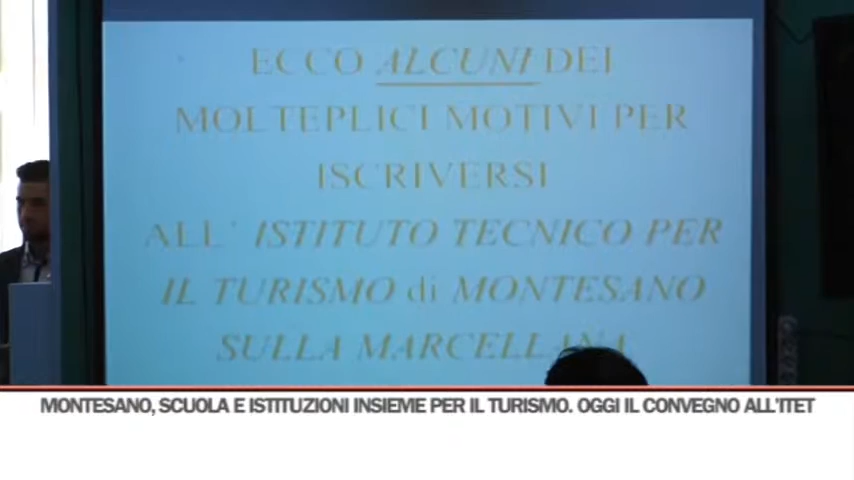 ECCO ALCUNI DEI
MOLTEPLICI MOTIVI PER
ISCRIVERSI
ALL' ISTITUTO TECNICO PER
IL TURISMO di MONTESANO
SULLA MARCELLANA
MONTESANO, SCUOLA E ISTITUZIONI INSIEME PER IL TURISMO. OGGI IL CONVEGNO ALL'ITET